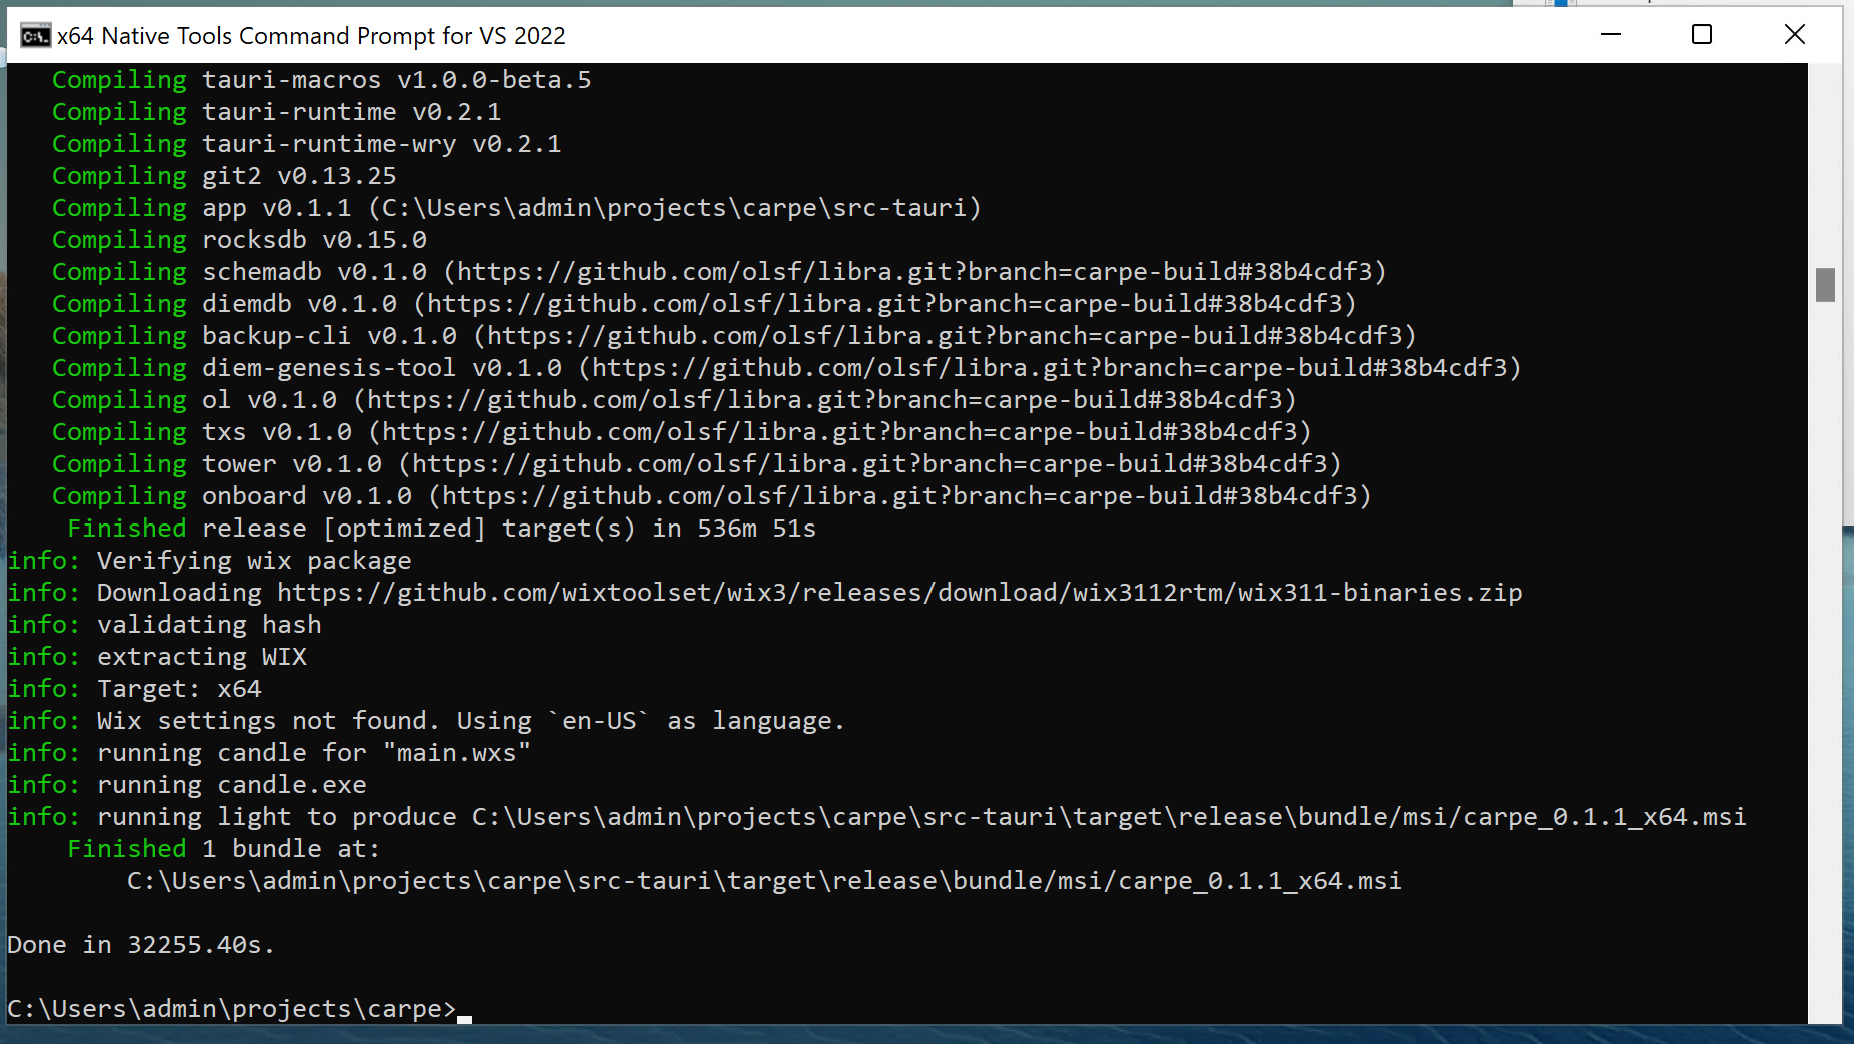 x64 Native Tools Command Prompt for VS 2022
Compiling tauri-macros v1.0.0-beta.5
Compiling tauri-runtime v0.2.1
Compiling tauri-runtime-wry v0.2.1
Compiling git2 v0.13.25
Compiling app v0.1.1 (C:\Users\admin\projects\carpe\src-tauri)
Compiling rocksdb v0.15.0
Compiling schemadb v0.1.0 (https://github.com/olsf/libra.git?branch=carpe-build#38b4cdf3)
Compiling diemdb v0.1.0 (https://github.com/olsf/libra.git?branch=carpe-build#38b4cdf3)
Compiling backup-cli v0.1.0 (https://github.com/olsf/libra.git?branch=carpe-build#38b4cdf3)
Compiling diem-genesis-tool v0.1.0 (https://github.com/olsf/libra.git?branch=carpe-build#38b4cdf3)
Compiling ol v0.1.0 (https://github.com/olsf/libra.git?branch=carpe-build#38b4cdf3)
Compiling txs v0.1.0 (https://github.com/olsf/libra.git?branch=carpe-build#38b4cdf3)
Compiling tower v0.1.0 (https://github.com/olsf/libra.git?branch=carpe-build#38b4cdf3)
Compiling onboard v0.1.0 (https://github.com/olsf/libra.git?branch=carpe-build#38b4cdf3)
Finished release [optimized] target(s) in 536m 51s
info: Verifying wix package
info: Downloading https://github.com/wixtoolset/wix3/releases/download/wix3112rtm/wix311-binaries.zip
info: validating hash
info: extracting WIX
info: Target: x64
info: Wix settings not found. Using `en-US` as language.
info: running candle for "main.wxs"
info: running candle.exe
info: running light to produce C:\Users\admin\projects\carpe\src-tauri\target\release\bundle/msi/carpe_0.1.1_x64.msi
Finished 1 bundle at:
C:\Users\admin\projects\carpe\src-tauri\target\release\bundle/msi/carpe_0.1.1_x64.msi
Done in 32255.40s.
C:\Users\admin\projects\carpe>